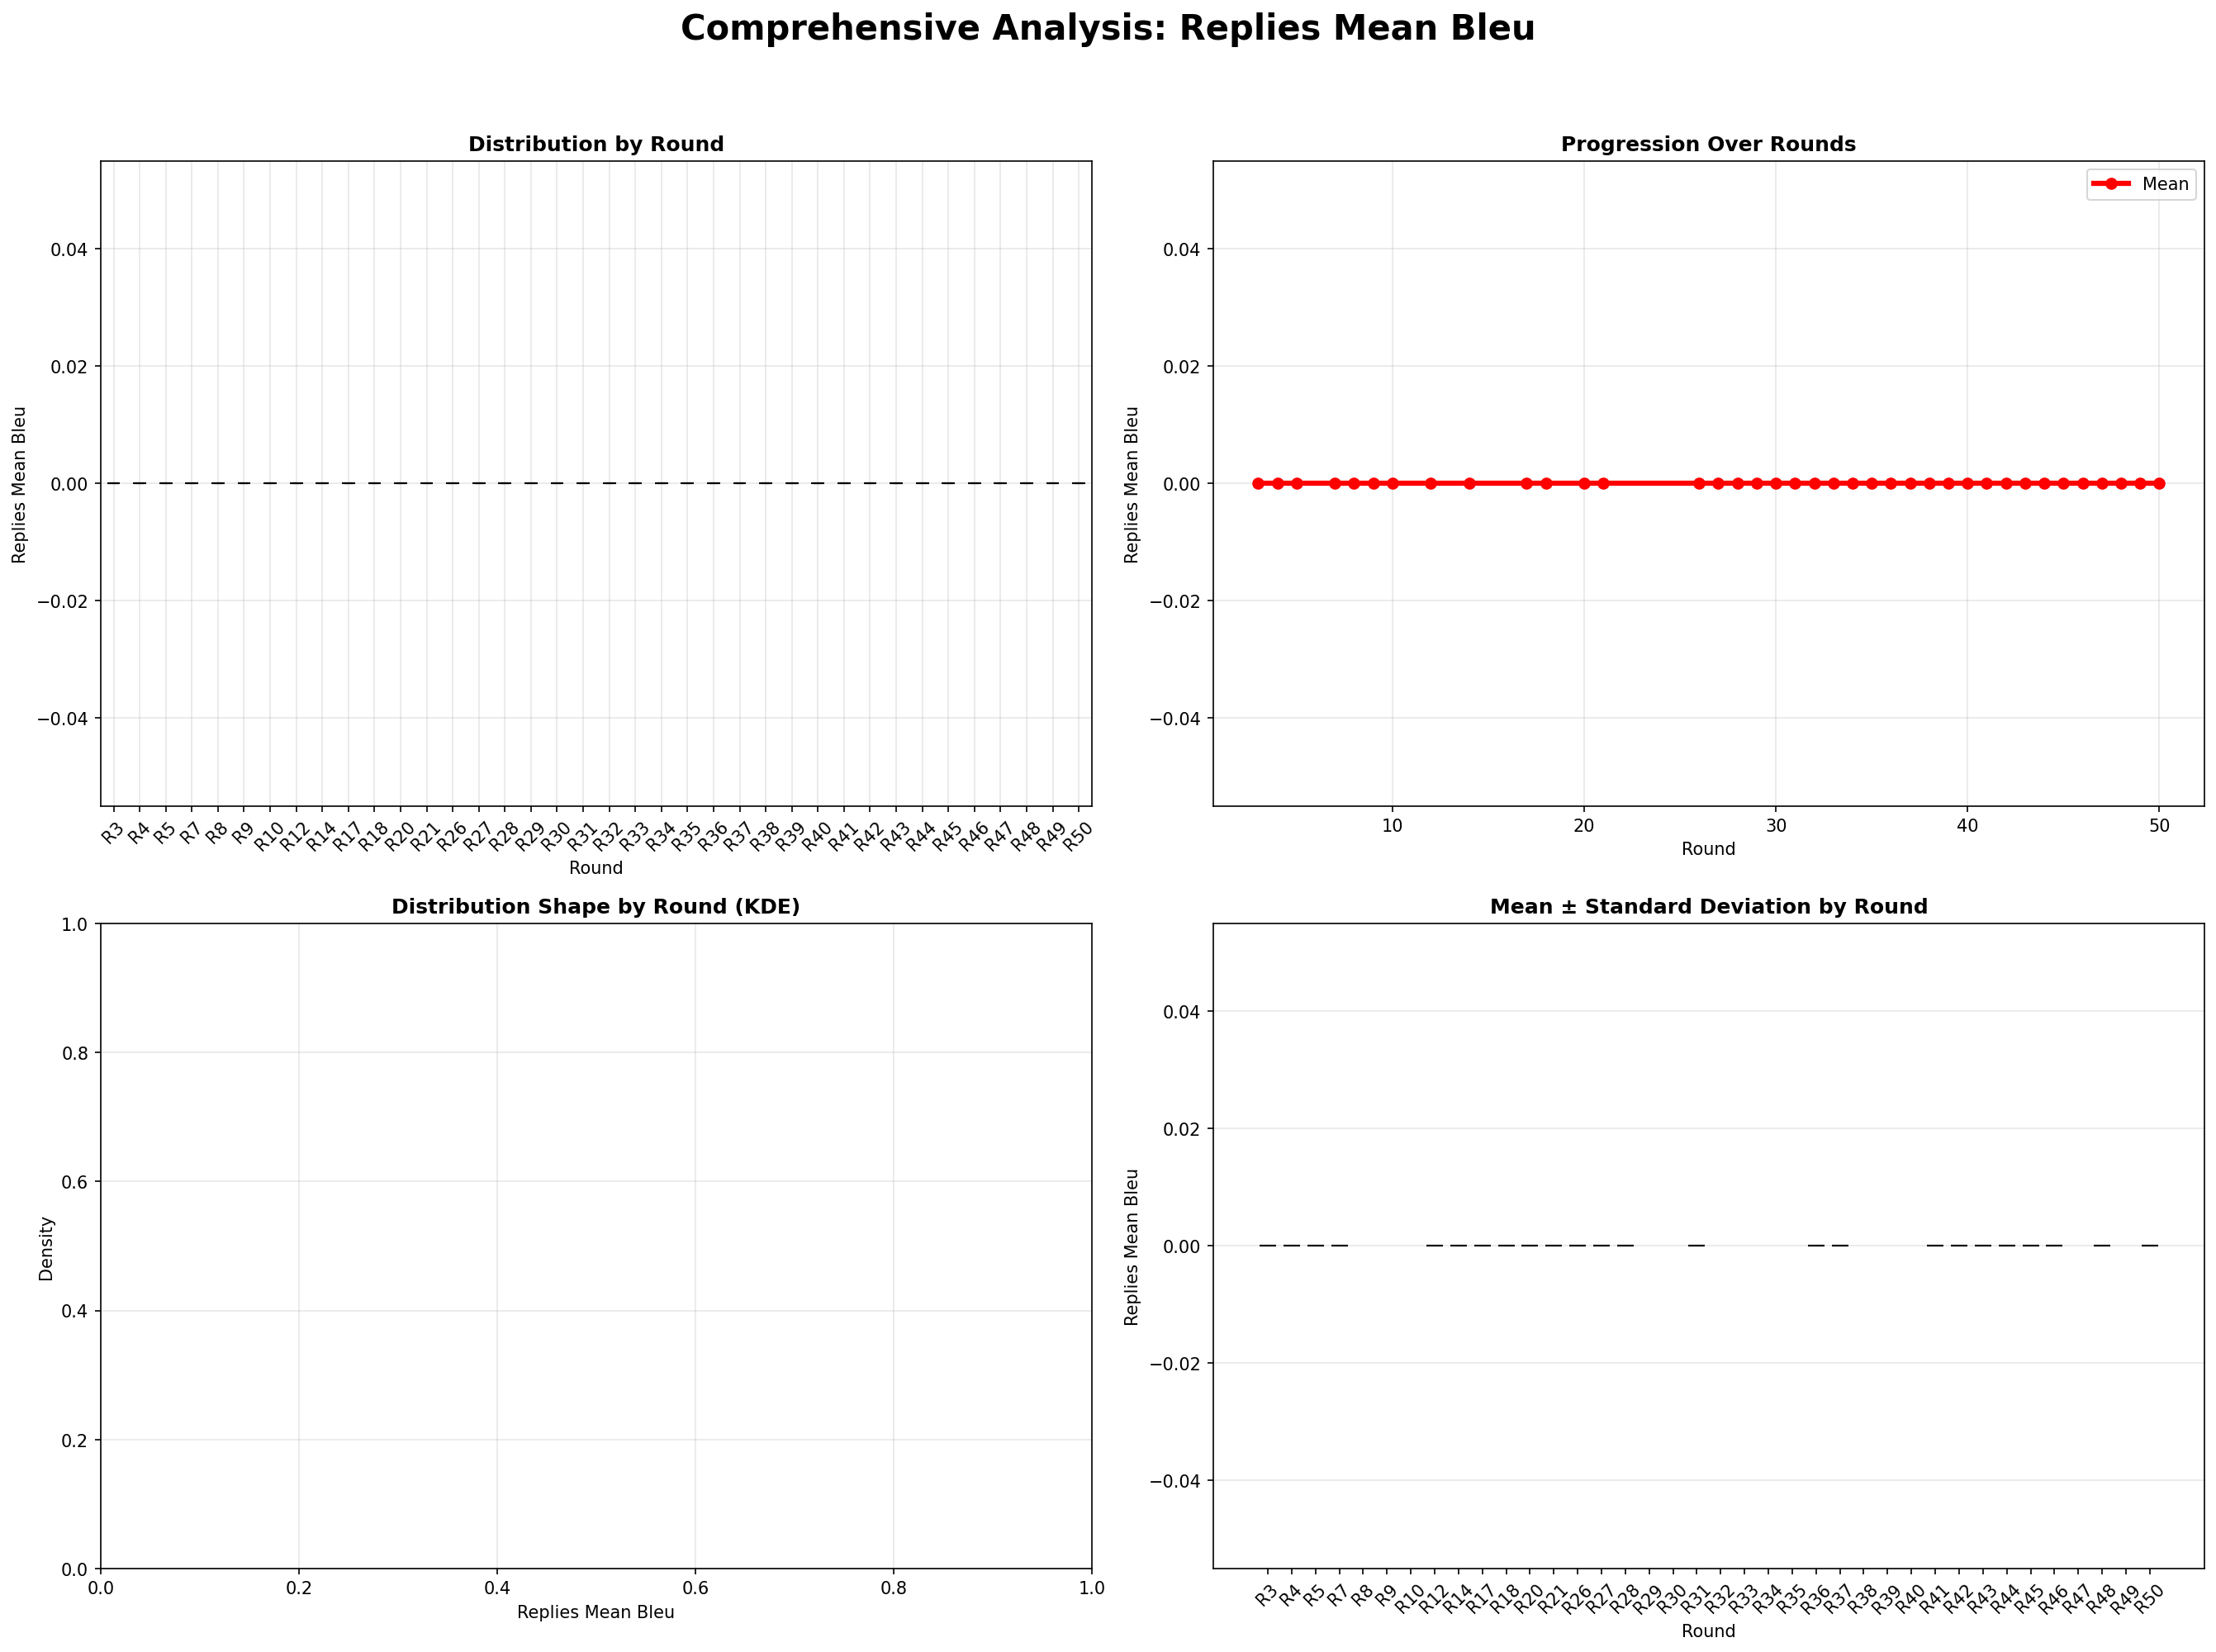 Comprehensive Analysis: Replies Mean Bleu
Distribution by Round
Replies Mean Bleu
0.04
0.02
0.00
−0.02
−0.04
R3 R4 R5 R7 R8 R9 R10 R12 R14 R17 R18 R20 R21 R26 R27 R28 R29 R30 R31 R32 R33 R34 R35 R36 R37 R38 R39 R40 R41 R42 R43 R44 R45 R46 R47 R48 R49 R50
Round
Progression Over Rounds
Mean
Replies Mean Bleu
0.04
0.02
0.00
−0.02
−0.04
10 20 30 40 50
Round
Distribution Shape by Round (KDE)
Density
1.0
0.8
0.6
0.4
0.2
0.0
0.0 0.2 0.4 0.6 0.8 1.0
Replies Mean Bleu
Mean ± Standard Deviation by Round
Replies Mean Bleu
0.04
0.02
0.00
−0.02
−0.04
R3 R4 R5 R7 R8 R9 R10 R12 R14 R17 R18 R20 R21 R26 R27 R28 R29 R30 R31 R32 R33 R34 R35 R36 R37 R38 R39 R40 R41 R42 R43 R44 R45 R46 R47 R48 R49 R50
Round